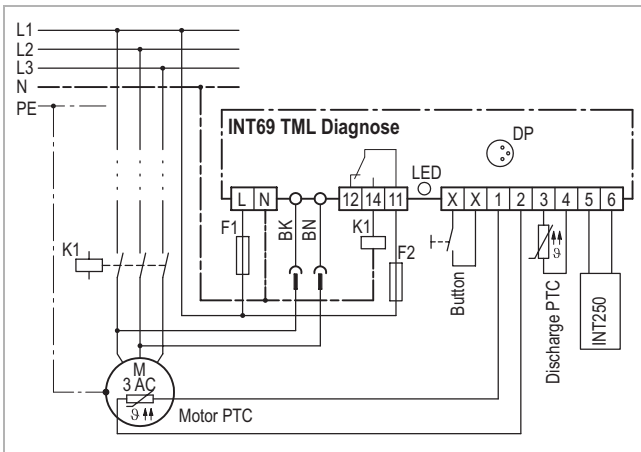 L1
L2
L3
N
PE
INT69 TML Diagnose
DP
LED
L N 12 14 11 X X 1 2 3 4 5 6
F1
BK
BN
K1
F2
K1
Button
ϑ
Discharge PTC
INT250
M
3 AC
ϑ
Motor PTC